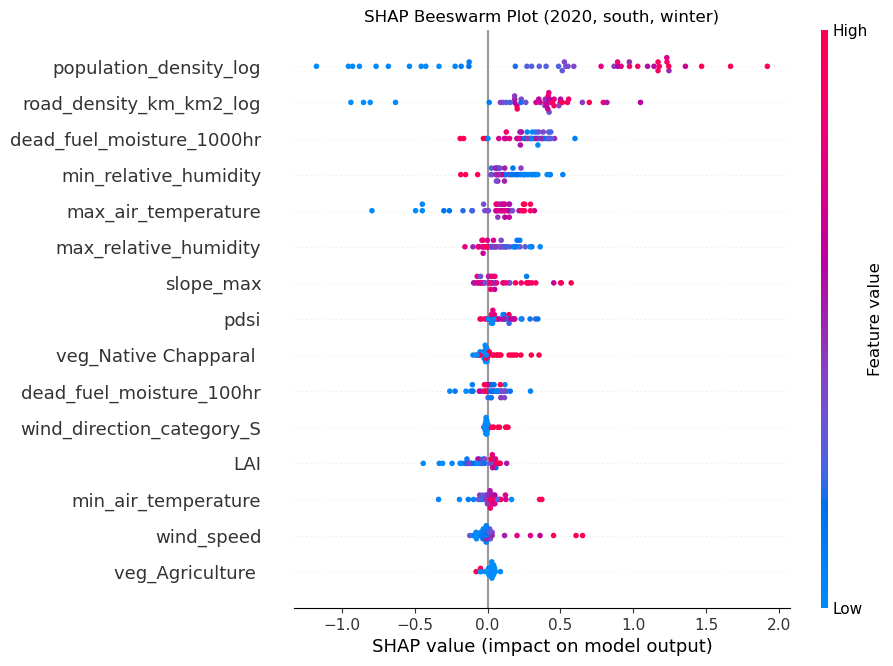 SHAP Beeswarm Plot (2020, south, winter)
High
population_density_log
road_density_km_km2_log
dead_fuel_moisture_1000hr
min_relative_humidity
max_air_temperature
max_relative_humidity
slope_max
pdsi
veg_Native Chapparal
dead_fuel_moisture_100hr
wind_direction_category_S
LAI
min_air_temperature
wind_speed
veg_Agriculture
Feature value
Low
−1.0 −0.5 0.0 0.5 1.0 1.5 2.0
SHAP value (impact on model output)